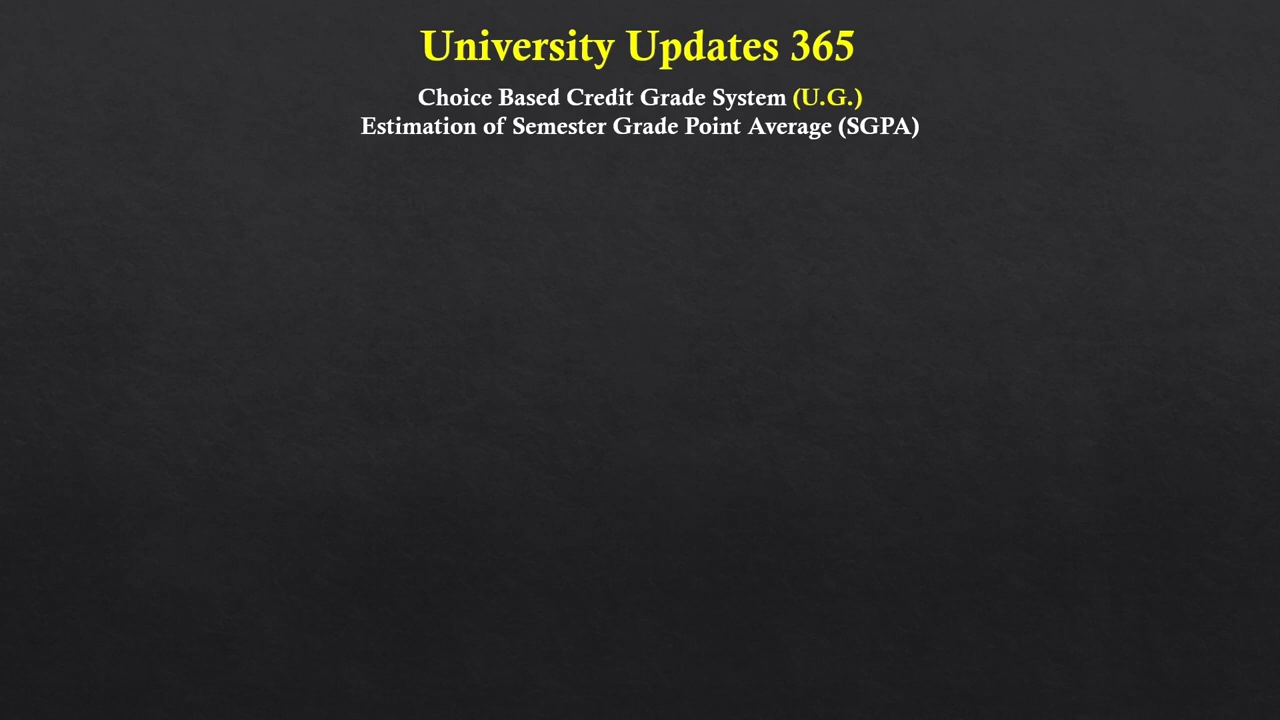 University Updates 365
Choice Based Credit Grade System (U.G.)
Estimation of Semester Grade Point Average (SGPA)